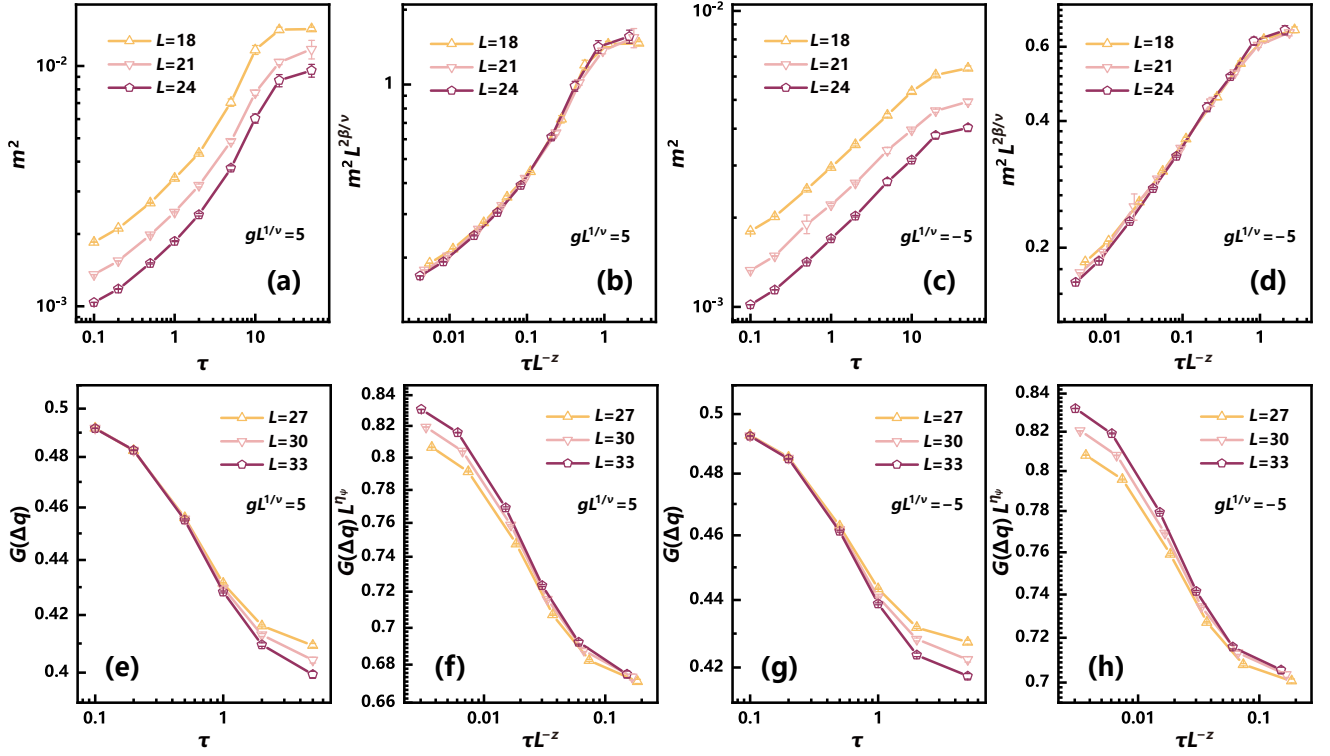 10⁻²
10⁻³
m²
L=18
L=21
L=24
gL^{1/ν}=5
(a)
0.1 1 10
τ
1
m² L^{2β/ν}
L=18
L=21
L=24
gL^{1/ν}=5
(b)
0.01 0.1 1
τL^{-z}
10⁻²
10⁻³
m²
L=18
L=21
L=24
gL^{1/ν}=−5
(c)
0.1 1 10
τ
0.6
0.4
0.2
m² L^{2β/ν}
L=18
L=21
L=24
gL^{1/ν}=−5
(d)
0.01 0.1 1
τL^{-z}
0.5
0.48
0.46
0.44
0.42
0.4
G(Δq)
L=27
L=30
L=33
gL^{1/ν}=5
(e)
0.1 1
τ
0.84
0.82
0.8
0.78
0.76
0.74
0.72
0.7
0.68
0.66
G(Δq) L^{η_ψ}
L=27
L=30
L=33
gL^{1/ν}=5
(f)
0.01 0.1
τL^{-z}
0.5
0.48
0.46
0.44
0.42
G(Δq)
L=27
L=30
L=33
gL^{1/ν}=−5
(g)
0.1 1
τ
0.84
0.82
0.8
0.78
0.76
0.74
0.72
0.7
G(Δq) L^{η_ψ}
L=27
L=30
L=33
gL^{1/ν}=−5
(h)
0.01 0.1
τL^{-z}